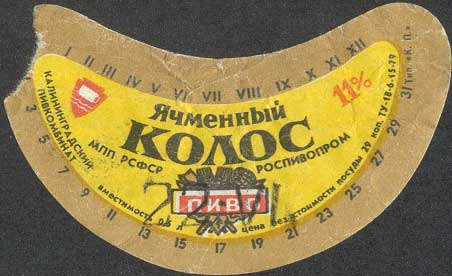 I II III IV V VI VII VIII IX X XI XII
Ячменный
11%
КОЛОС
КАЛИНИНГРАДСКИЙ
ПИВКОМБИНАТ
МПП РСФСР РОСПИВОПРОМ
ПИВО
вместимость 0,5 л цена без стоимости посуды 29 коп. ТУ-18-6-15-79
3 5 7 9 11 13 15 17 19 21 23 25 27 29 31
Тип. «К. П.»